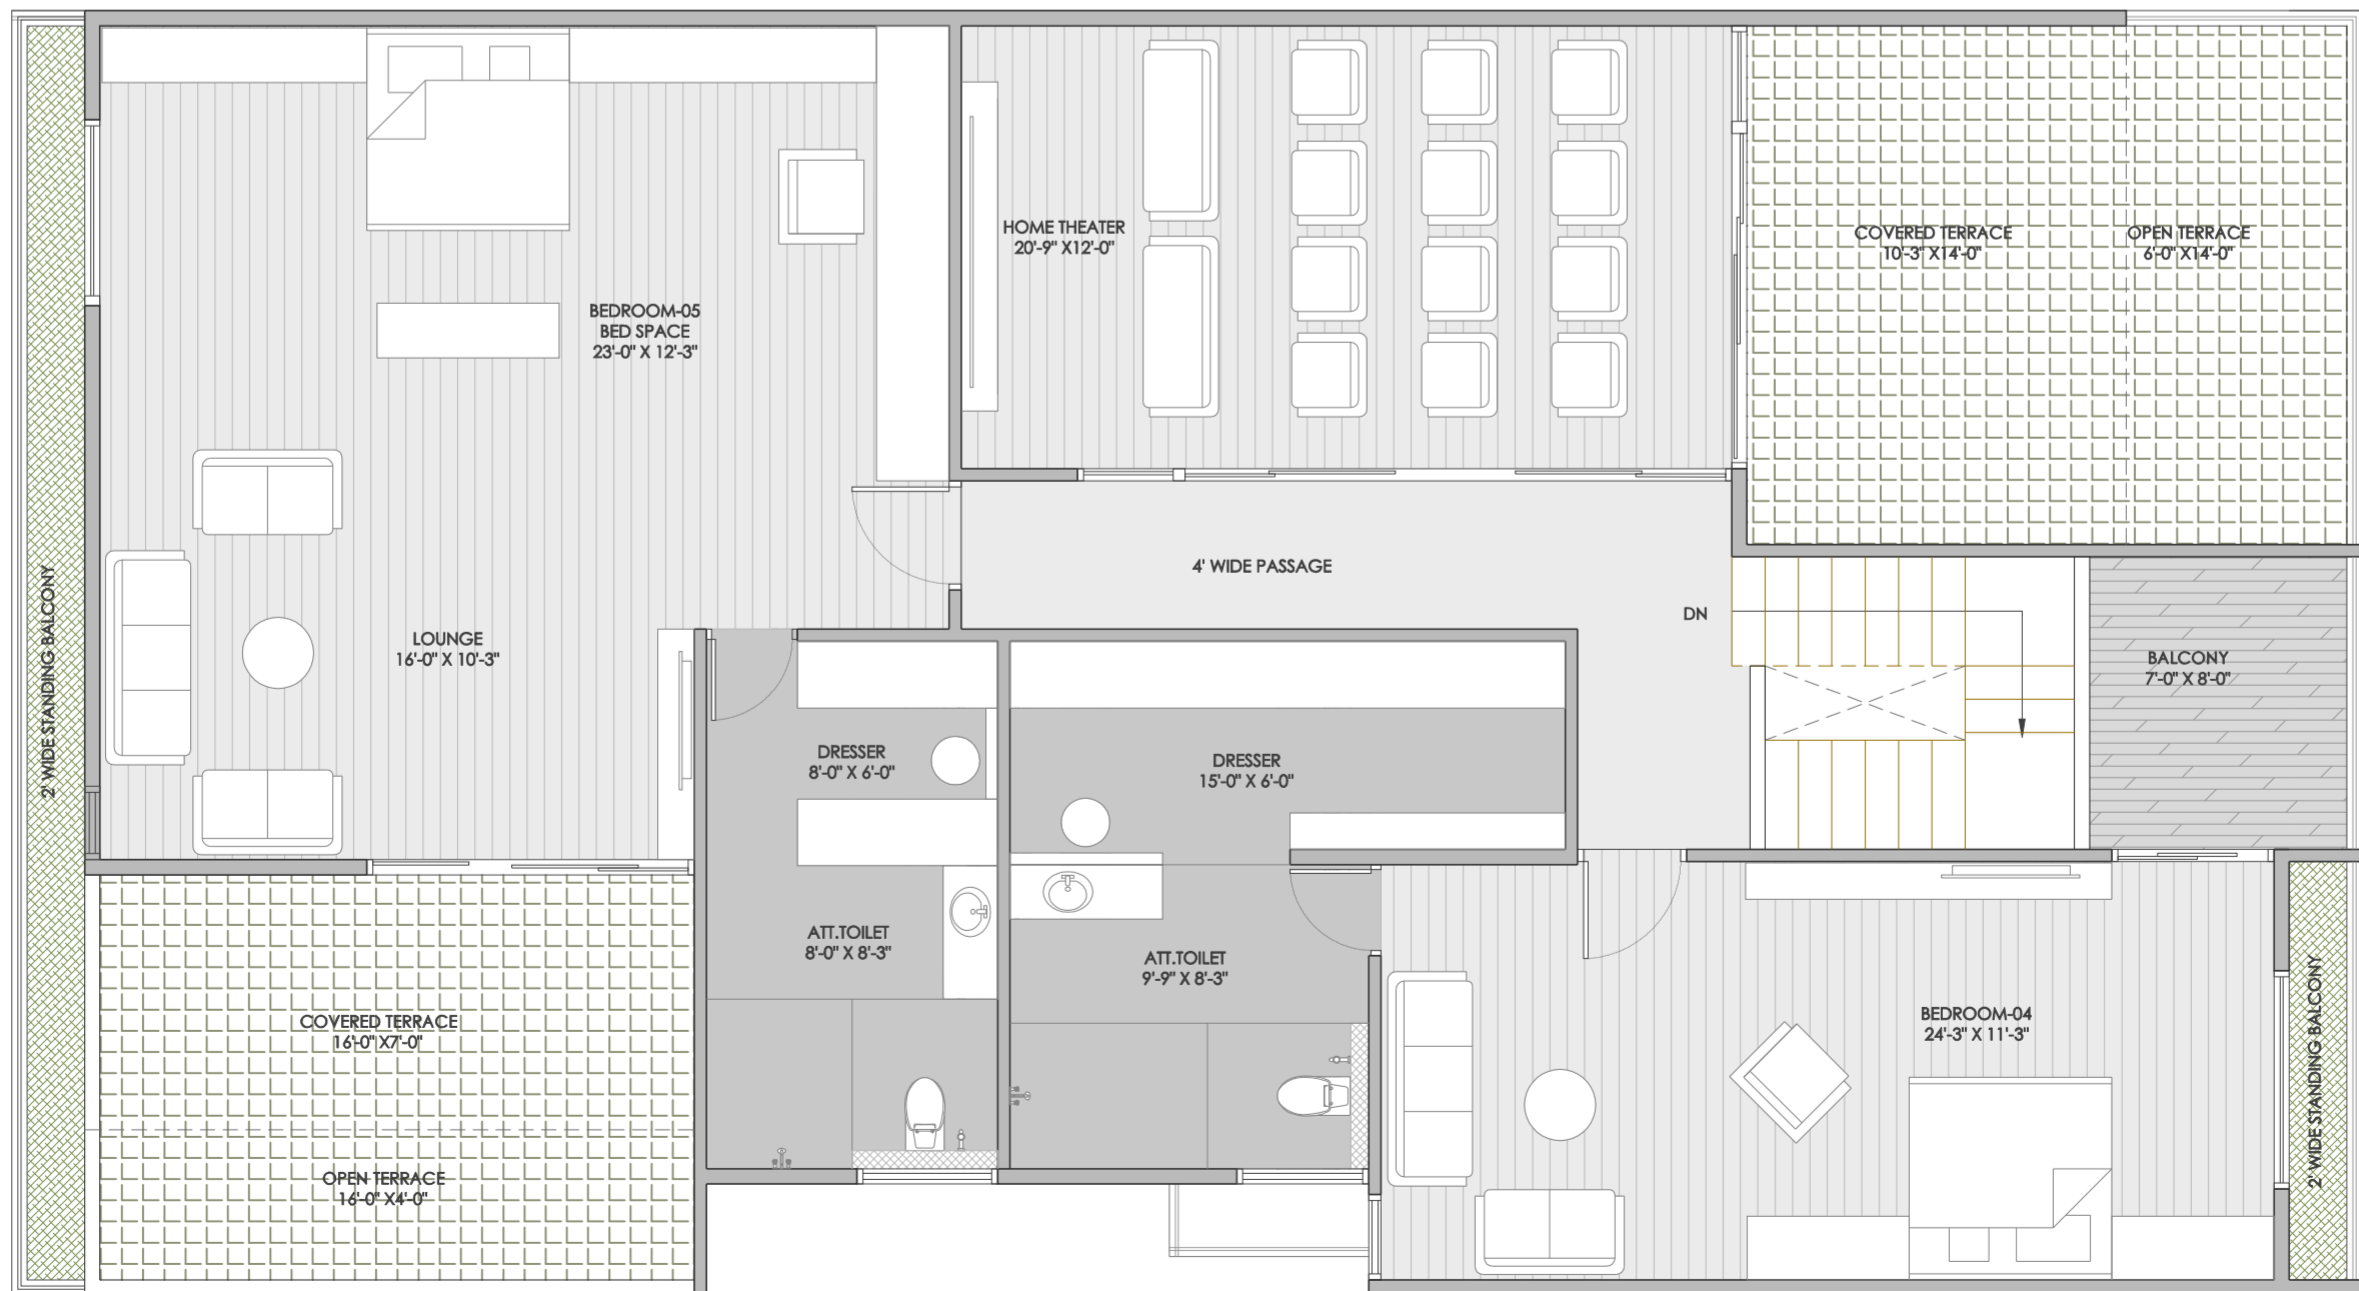 HOME THEATER
20'-9" X12'-0"
COVERED TERRACE
10'-3" X14'-0"
OPEN TERRACE
6'-0" X14'-0"
BEDROOM-05
BED SPACE
23'-0" X 12'-3"
4' WIDE PASSAGE
DN
2' WIDE STANDING BALCONY
LOUNGE
16'-0" X 10'-3"
BALCONY
7'-0" X 8'-0"
DRESSER
8'-0" X 6'-0"
DRESSER
15'-0" X 6'-0"
ATT.TOILET
8'-0" X 8'-3"
ATT.TOILET
9'-9" X 8'-3"
COVERED TERRACE
16'-0" X7'-0"
BEDROOM-04
24'-3" X 11'-3"
2' WIDE STANDING BALCONY
OPEN TERRACE
16'-0" X4'-0"